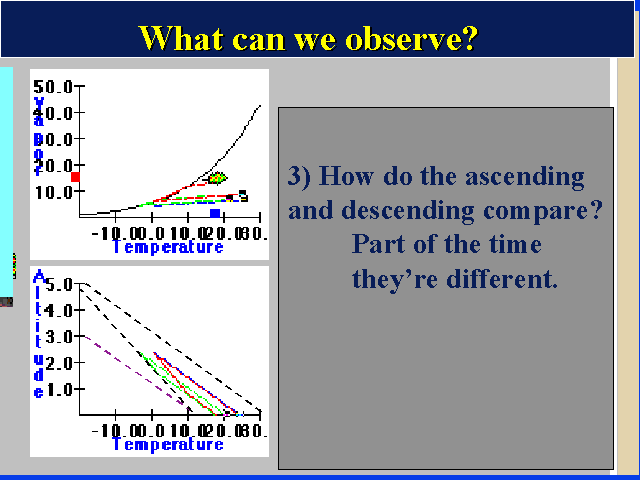 What can we observe?
50.0
40.0
30.0
20.0
10.0
Vapor
-10.0 0.0 10.0 20.0 30.
Temperature
3) How do the ascending
and descending compare?
Part of the time
they're different.
Altitude
5.0
4.0
3.0
2.0
1.0
-10.0 0.0 10.0 20.0 30.
Temperature